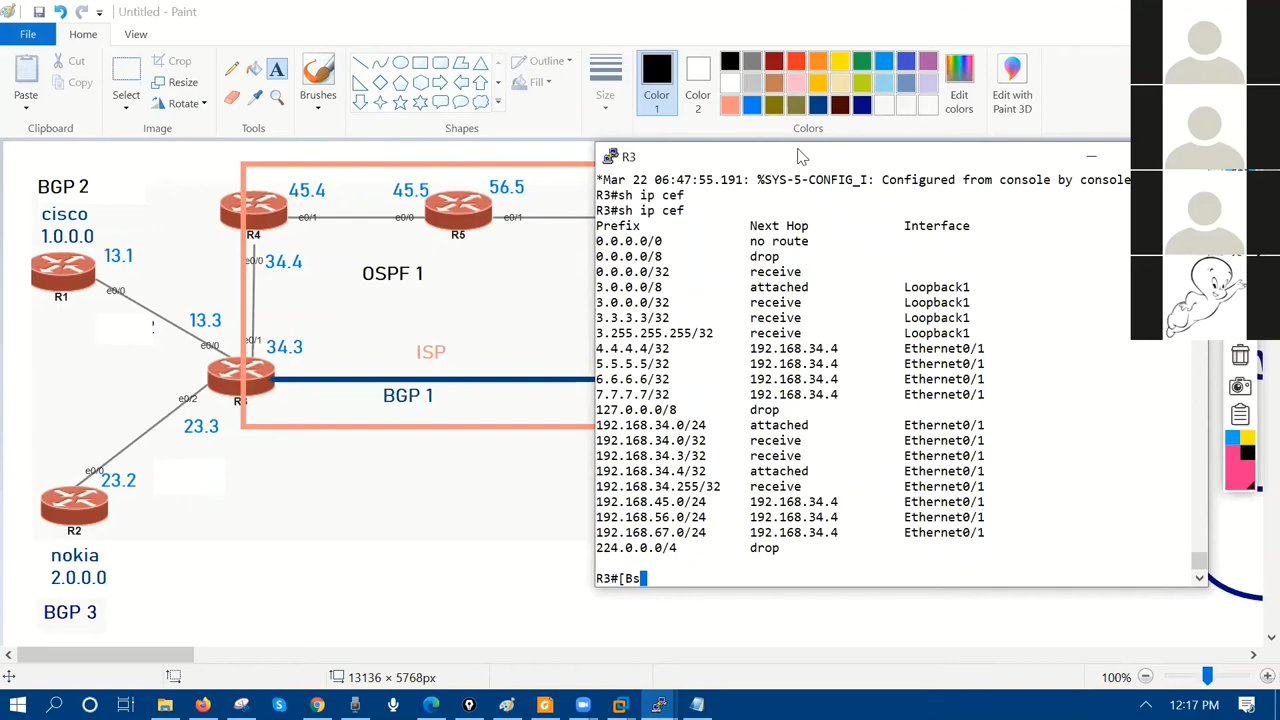 Untitled - Paint
File
Home
View
Paste
Cut
Copy
Clipboard
Select
Crop
Resize
Rotate
Image
A
Tools
Brushes
Shapes
Outline
Fill
Size
Color
1
Color
2
Colors
Edit
colors
Edit with
Paint 3D
BGP 2
cisco
1.0.0.0
13.1
R1
e0/0
13.3
e0/0
45.4
R4
e0/1
e0/0
45.5
R5
56.5
e0/1
e0/0
34.4
OSPF 1
e0/1
34.3
ISP
BGP 1
e0/2
23.3
e0/0
23.2
R2
nokia
2.0.0.0
BGP 3
R3
*Mar 22 06:47:55.191: %SYS-5-CONFIG_I: Configured from console by console
R3#sh ip cef
R3#sh ip cef
Prefix Next Hop Interface
0.0.0.0/0 no route
0.0.0.0/8 drop
0.0.0.0/32 receive
3.0.0.0/8 attached Loopback1
3.0.0.0/32 receive Loopback1
3.3.3.3/32 receive Loopback1
3.255.255.255/32 receive Loopback1
4.4.4.4/32 192.168.34.4 Ethernet0/1
5.5.5.5/32 192.168.34.4 Ethernet0/1
6.6.6.6/32 192.168.34.4 Ethernet0/1
7.7.7.7/32 192.168.34.4 Ethernet0/1
127.0.0.0/8 drop
192.168.34.0/24 attached Ethernet0/1
192.168.34.0/32 receive Ethernet0/1
192.168.34.3/32 receive Ethernet0/1
192.168.34.4/32 attached Ethernet0/1
192.168.34.255/32 receive Ethernet0/1
192.168.45.0/24 192.168.34.4 Ethernet0/1
192.168.56.0/24 192.168.34.4 Ethernet0/1
192.168.67.0/24 192.168.34.4 Ethernet0/1
224.0.0.0/4 drop
R3#[Bs
13136 × 5768px
100%
12:17 PM